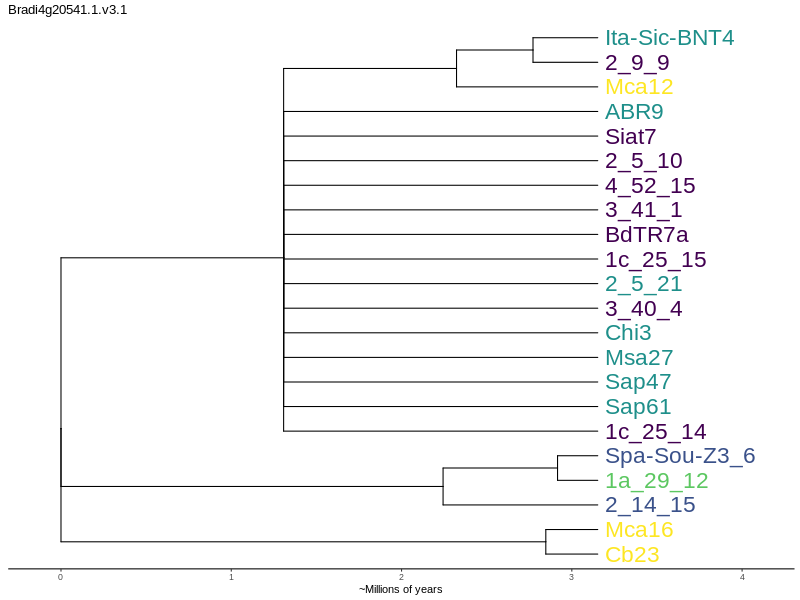 Bradi4g20541.1.v3.1
Ita-Sic-BNT4
2_9_9
Mca12
ABR9
Siat7
2_5_10
4_52_15
3_41_1
BdTR7a
1c_25_15
2_5_21
3_40_4
Chi3
Msa27
Sap47
Sap61
1c_25_14
Spa-Sou-Z3_6
1a_29_12
2_14_15
Mca16
Cb23
0 1 2 3 4
~Millions of years